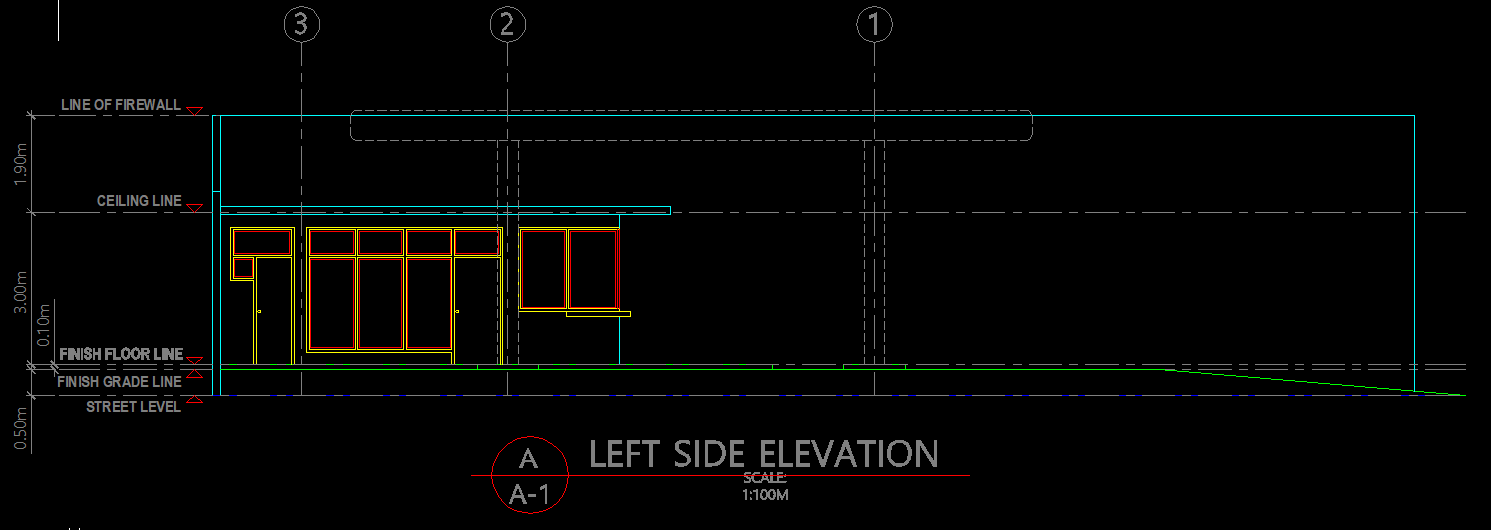 3 2 1
LINE OF FIREWALL
1.90m
CEILING LINE
3.00m
0.10m
FINISH FLOOR LINE
FINISH GRADE LINE
STREET LEVEL
0.50m
A
A-1
LEFT SIDE ELEVATION
SCALE:
1:100M